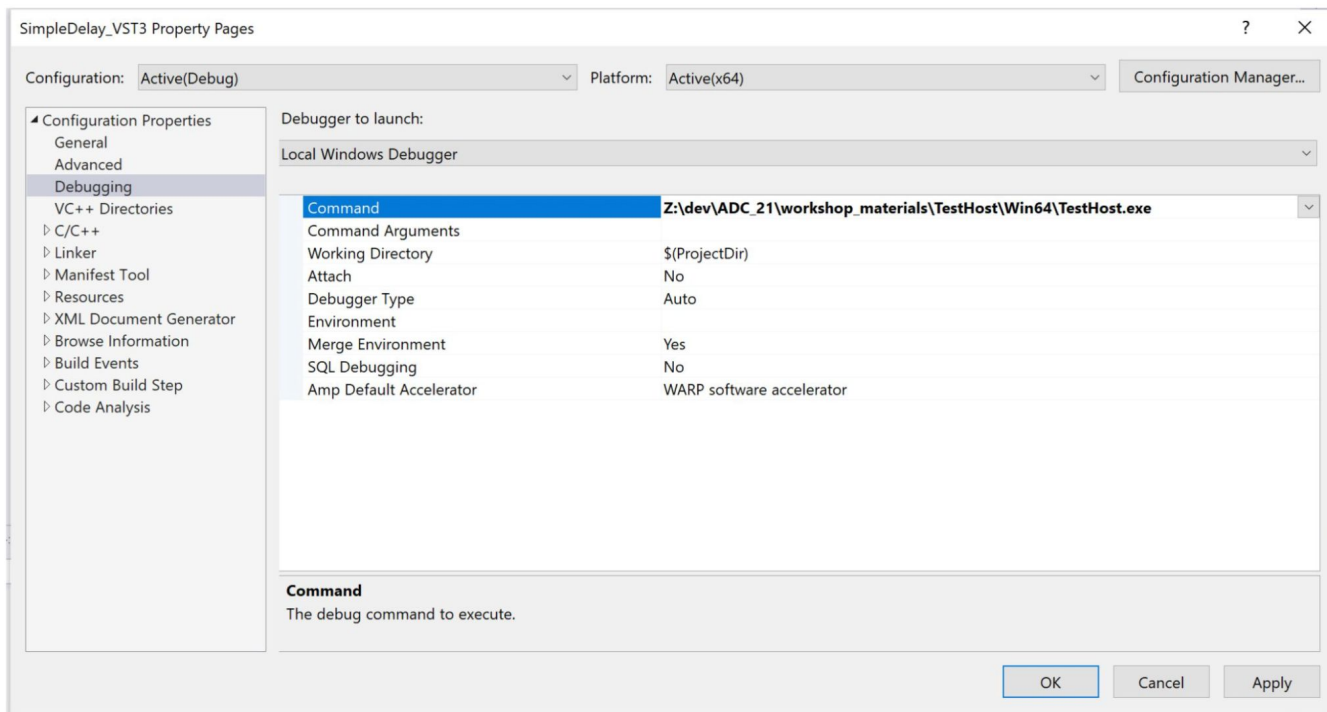 SimpleDelay_VST3 Property Pages
?
Configuration: Active(Debug) Platform: Active(x64) Configuration Manager...
Configuration Properties
General
Advanced
Debugging
VC++ Directories
C/C++
Linker
Manifest Tool
Resources
XML Document Generator
Browse Information
Build Events
Custom Build Step
Code Analysis
Debugger to launch:
Local Windows Debugger
Command Z:\dev\ADC_21\workshop_materials\TestHost\Win64\TestHost.exe
Command Arguments
Working Directory $(ProjectDir)
Attach No
Debugger Type Auto
Environment
Merge Environment Yes
SQL Debugging No
Amp Default Accelerator WARP software accelerator
Command
The debug command to execute.
OK Cancel Apply